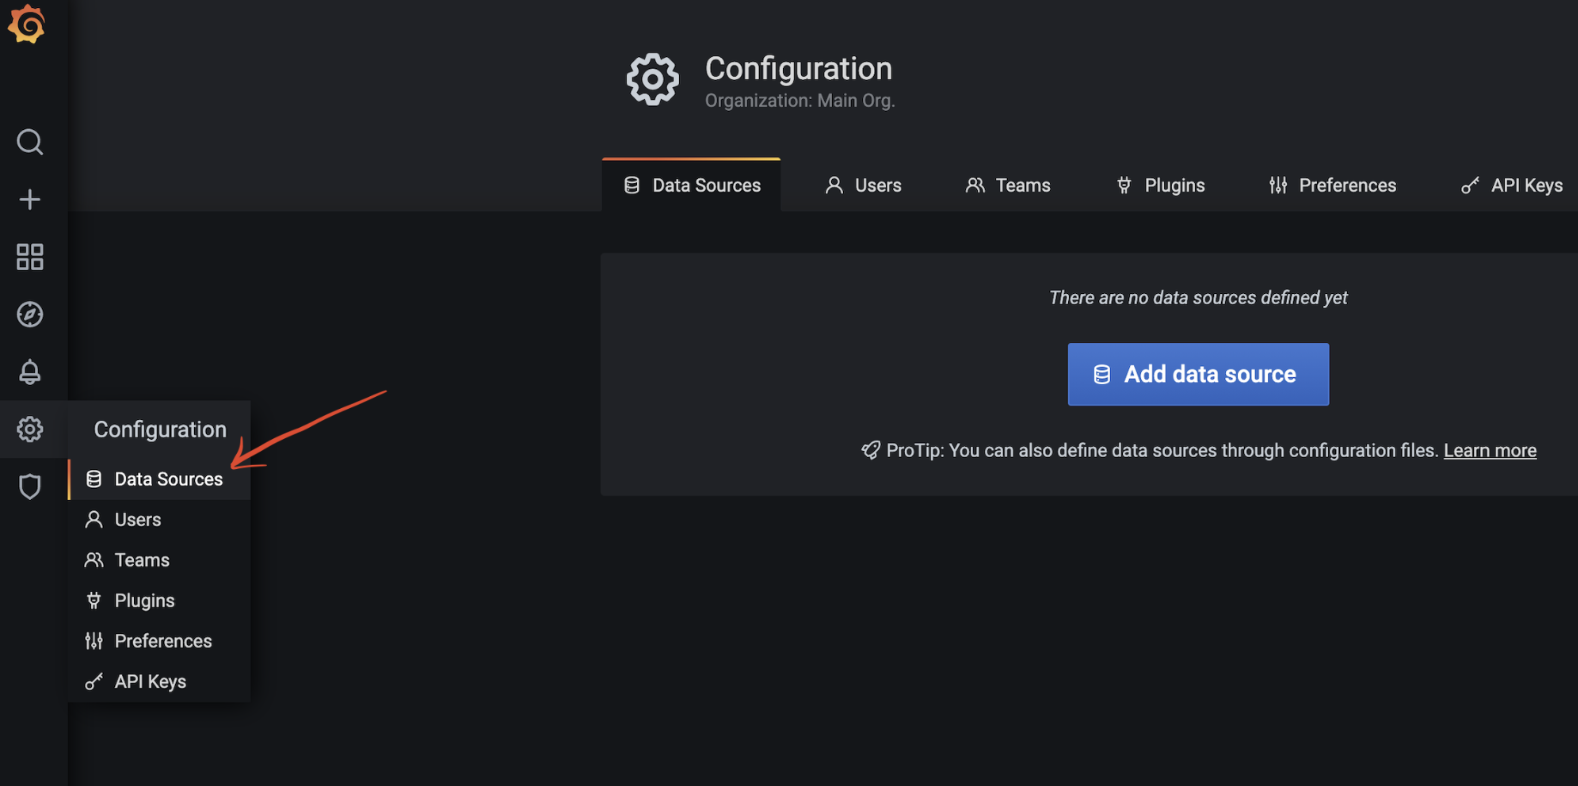 Configuration
Organization: Main Org.
Data Sources Users Teams Plugins Preferences API Keys
There are no data sources defined yet
Add data source
ProTip: You can also define data sources through configuration files. Learn more
Configuration
Data Sources
Users
Teams
Plugins
Preferences
API Keys